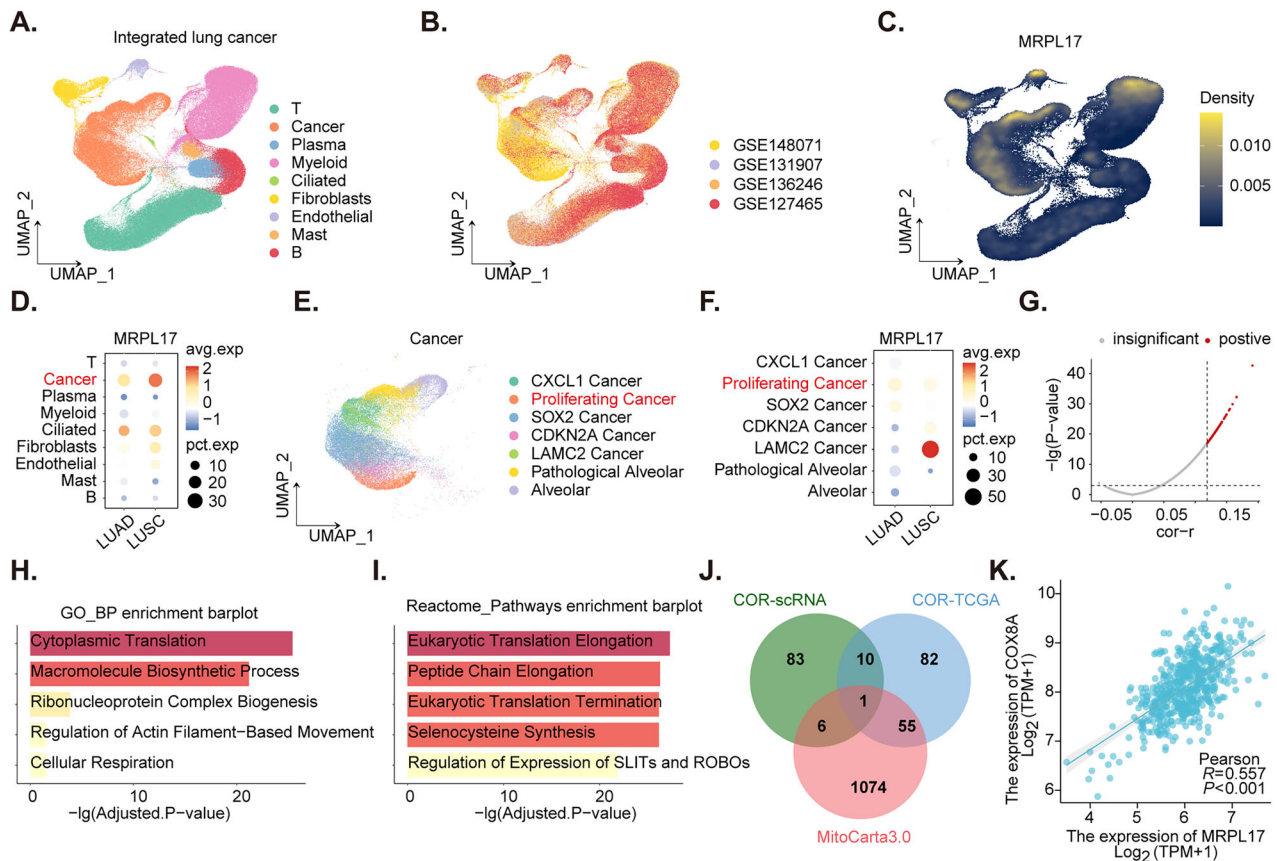 A.
Integrated lung cancer
UMAP_2
UMAP_1
T
Cancer
Plasma
Myeloid
Ciliated
Fibroblasts
Endothelial
Mast
B
B.
UMAP_2
UMAP_1
GSE148071
GSE131907
GSE136246
GSE127465
C.
MRPL17
UMAP_2
UMAP_1
Density
0.010
0.005
D.
MRPL17
T
Cancer
Plasma
Myeloid
Ciliated
Fibroblasts
Endothelial
Mast
B
LUAD
LUSC
avg.exp
2
1
0
−1
pct.exp
10
20
30
E.
Cancer
UMAP_2
UMAP_1
CXCL1 Cancer
Proliferating Cancer
SOX2 Cancer
CDKN2A Cancer
LAMC2 Cancer
Pathological Alveolar
Alveolar
F.
MRPL17
CXCL1 Cancer
Proliferating Cancer
SOX2 Cancer
CDKN2A Cancer
LAMC2 Cancer
Pathological Alveolar
Alveolar
LUAD
LUSC
avg.exp
2
1
0
−1
pct.exp
10
30
50
G.
insignificant
postive
−lg(P−value)
40
30
20
10
0
−0.05
0.05
0.15
cor−r
H.
GO_BP enrichment barplot
Cytoplasmic Translation
Macromolecule Biosynthetic Process
Ribonucleoprotein Complex Biogenesis
Regulation of Actin Filament−Based Movement
Cellular Respiration
0
20
−lg(Adjusted.P−value)
I.
Reactome_Pathways enrichment barplot
Eukaryotic Translation Elongation
Peptide Chain Elongation
Eukaryotic Translation Termination
Selenocysteine Synthesis
Regulation of Expression of SLITs and ROBOs
0
20
−lg(Adjusted.P−value)
J.
COR-scRNA
COR-TCGA
83
10
82
1
6
55
1074
MitoCarta3.0
K.
The expression of COX8A
Log2 (TPM+1)
10
9
8
7
6
Pearson
R=0.557
P<0.001
4
5
6
7
The expression of MRPL17
Log2 (TPM+1)